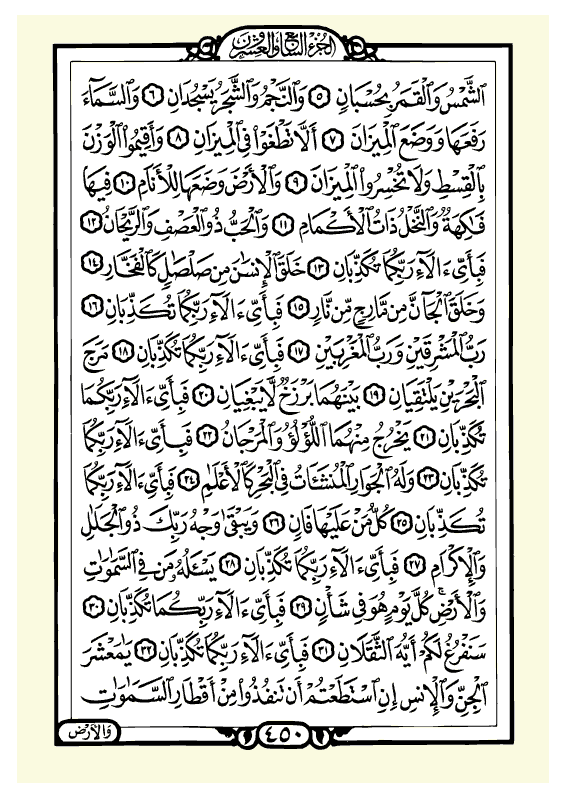 الجزء السابع والعشرون
ٱلشَّمْسُ وَٱلْقَمَرُ بِحُسْبَانٍ ٥ وَٱلنَّجْمُ وَٱلشَّجَرُ يَسْجُدَانِ ٦ وَٱلسَّمَآءَ
رَفَعَهَا وَوَضَعَ ٱلْمِيزَانَ ٧ أَلَّا تَطْغَوْا۟ فِى ٱلْمِيزَانِ ٨ وَأَقِيمُوا۟ ٱلْوَزْنَ
بِٱلْقِسْطِ وَلَا تُخْسِرُوا۟ ٱلْمِيزَانَ ٩ وَٱلْأَرْضَ وَضَعَهَا لِلْأَنَامِ ١٠ فِيهَا
فَٰكِهَةٌ وَٱلنَّخْلُ ذَاتُ ٱلْأَكْمَامِ ١١ وَٱلْحَبُّ ذُو ٱلْعَصْفِ وَٱلرَّيْحَانُ ١٢
فَبِأَىِّ ءَالَآءِ رَبِّكُمَا تُكَذِّبَانِ ١٣ خَلَقَ ٱلْإِنسَٰنَ مِن صَلْصَٰلٍ كَٱلْفَخَّارِ ١٤
وَخَلَقَ ٱلْجَآنَّ مِن مَّارِجٍ مِّن نَّارٍ ١٥ فَبِأَىِّ ءَالَآءِ رَبِّكُمَا تُكَذِّبَانِ ١٦
رَبُّ ٱلْمَشْرِقَيْنِ وَرَبُّ ٱلْمَغْرِبَيْنِ ١٧ فَبِأَىِّ ءَالَآءِ رَبِّكُمَا تُكَذِّبَانِ ١٨ مَرَجَ
ٱلْبَحْرَيْنِ يَلْتَقِيَانِ ١٩ بَيْنَهُمَا بَرْزَخٌ لَّا يَبْغِيَانِ ٢٠ فَبِأَىِّ ءَالَآءِ رَبِّكُمَا
تُكَذِّبَانِ ٢١ يَخْرُجُ مِنْهُمَا ٱللُّؤْلُؤُ وَٱلْمَرْجَانُ ٢٢ فَبِأَىِّ ءَالَآءِ رَبِّكُمَا
تُكَذِّبَانِ ٢٣ وَلَهُ ٱلْجَوَارِ ٱلْمُنشَـَٔاتُ فِى ٱلْبَحْرِ كَٱلْأَعْلَٰمِ ٢٤ فَبِأَىِّ ءَالَآءِ رَبِّكُمَا
تُكَذِّبَانِ ٢٥ كُلُّ مَنْ عَلَيْهَا فَانٍ ٢٦ وَيَبْقَىٰ وَجْهُ رَبِّكَ ذُو ٱلْجَلَٰلِ
وَٱلْإِكْرَامِ ٢٧ فَبِأَىِّ ءَالَآءِ رَبِّكُمَا تُكَذِّبَانِ ٢٨ يَسْـَٔلُهُۥ مَن فِى ٱلسَّمَٰوَٰتِ
وَٱلْأَرْضِ ۚ كُلَّ يَوْمٍ هُوَ فِى شَأْنٍ ٢٩ فَبِأَىِّ ءَالَآءِ رَبِّكُمَا تُكَذِّبَانِ ٣٠
سَنَفْرُغُ لَكُمْ أَيُّهَ ٱلثَّقَلَانِ ٣١ فَبِأَىِّ ءَالَآءِ رَبِّكُمَا تُكَذِّبَانِ ٣٢ يَٰمَعْشَرَ
ٱلْجِنِّ وَٱلْإِنسِ إِنِ ٱسْتَطَعْتُمْ أَن تَنفُذُوا۟ مِنْ أَقْطَارِ ٱلسَّمَٰوَٰتِ
٤٥٠
وَالْأَرْضِ